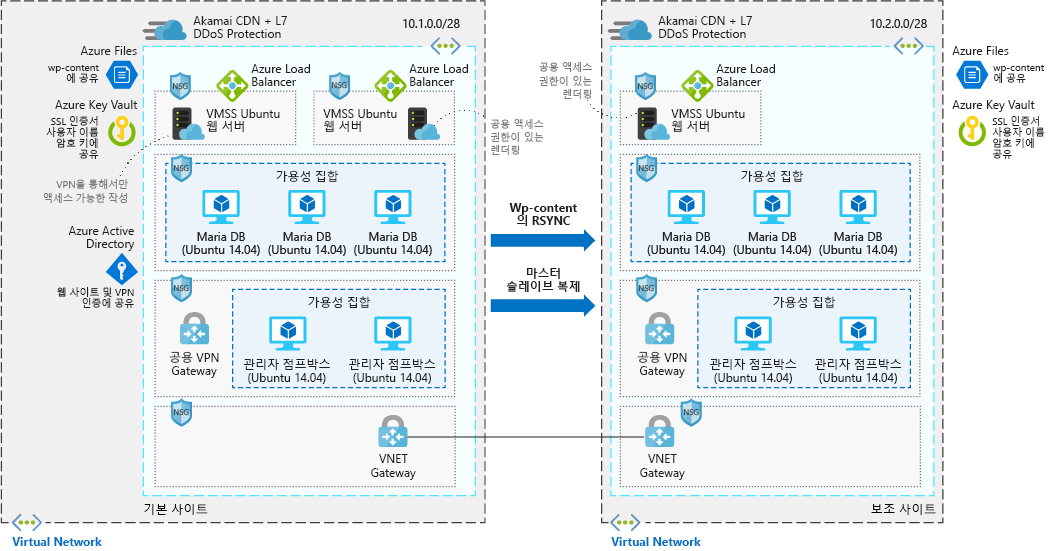 Akamai CDN + L7
DDoS Protection
10.1.0.0/28
Azure Files
wp-content
에 공유
Azure Key Vault
SSL 인증서
사용자 이름
암호 키에
공유
VPN을 통해서만
액세스 가능한 작성
Azure Active
Directory
웹 사이트 및 VPN
인증에 공유
NSG
Azure Load
Balancer
VMSS Ubuntu
웹 서버
NSG
Azure Load
Balancer
VMSS Ubuntu
웹 서버
공용 액세스
권한이 있는
렌더링
NSG
가용성 집합
Maria DB
(Ubuntu 14.04)
Maria DB
(Ubuntu 14.04)
Maria DB
(Ubuntu 14.04)
NSG
공용 VPN
Gateway
가용성 집합
관리자 점프박스
(Ubuntu 14.04)
관리자 점프박스
(Ubuntu 14.04)
NSG
VNET
Gateway
기본 사이트
Virtual Network
Wp-content
의 RSYNC
마스터
슬레이브 복제
Akamai CDN + L7
DDoS Protection
10.2.0.0/28
공용 액세스
권한이 있는
렌더링
NSG
Azure Load
Balancer
VMSS Ubuntu
웹 서버
NSG
가용성 집합
Maria DB
(Ubuntu 14.04)
Maria DB
(Ubuntu 14.04)
Maria DB
(Ubuntu 14.04)
NSG
공용 VPN
Gateway
가용성 집합
관리자 점프박스
(Ubuntu 14.04)
관리자 점프박스
(Ubuntu 14.04)
NSG
VNET
Gateway
보조 사이트
Virtual Network
Azure Files
wp-content
에 공유
Azure Key Vault
SSL 인증서
사용자 이름
암호 키에
공유